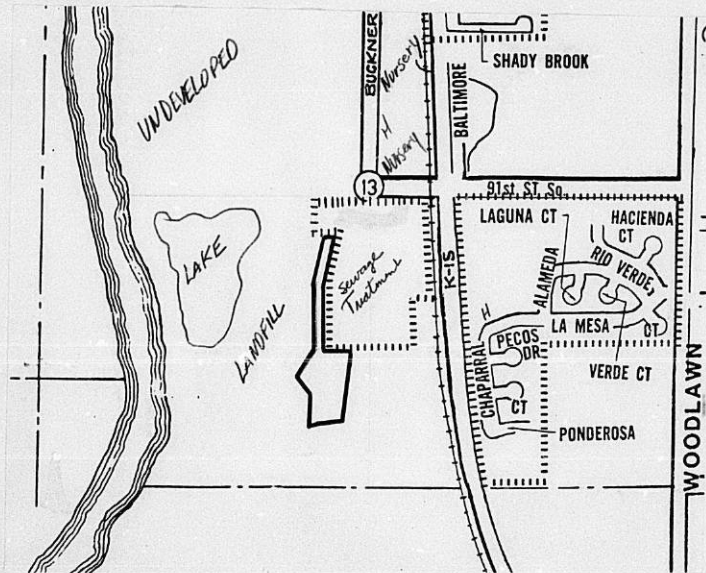 UNDEVELOPED
BUCKNER
Nursery
H
Nursery
SHADY BROOK
BALTIMORE
13
91st ST So.
LAGUNA CT
HACIENDA
CT
RIO VERDE
ALAMEDA
LAKE
Sewage
Treatment
K-15
LANDFILL
H
LA MESA
CT
PECOS
DR
CHAPARRAL
VERDE CT
CT
PONDEROSA
WOODLAWN